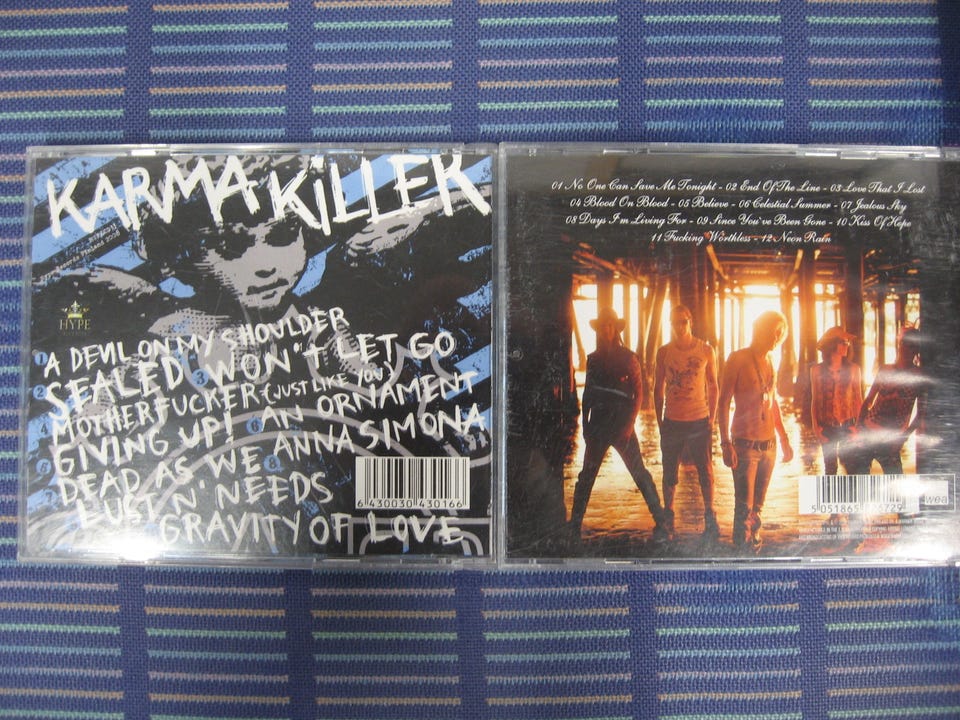 KARMA KiLLER
HYPE
1 A DEVIL ON MY SHOULDER
2 SEALED 3 WON'T LET GO
4 MOTHERFUCKER (JUST LIKE YOU)
5 GIVING UP! 6 AN ORNAMENT
DEAD AS WE 8 ANNA SIMONA
LUST N' NEEDS
GRAVITY OF LOVE
6 430030 430166
01 No One Can Save Me Tonight - 02 End Of The Line - 03 Love That I Lost
04 Blood On Blood - 05 Believe - 06 Celestial Summer - 07 Jealous Sky
08 Days I'm Living For - 09 Since You've Been Gone - 10 Kiss Of Hope
11 Fucking Worthless - 12 Neon Rain
wea